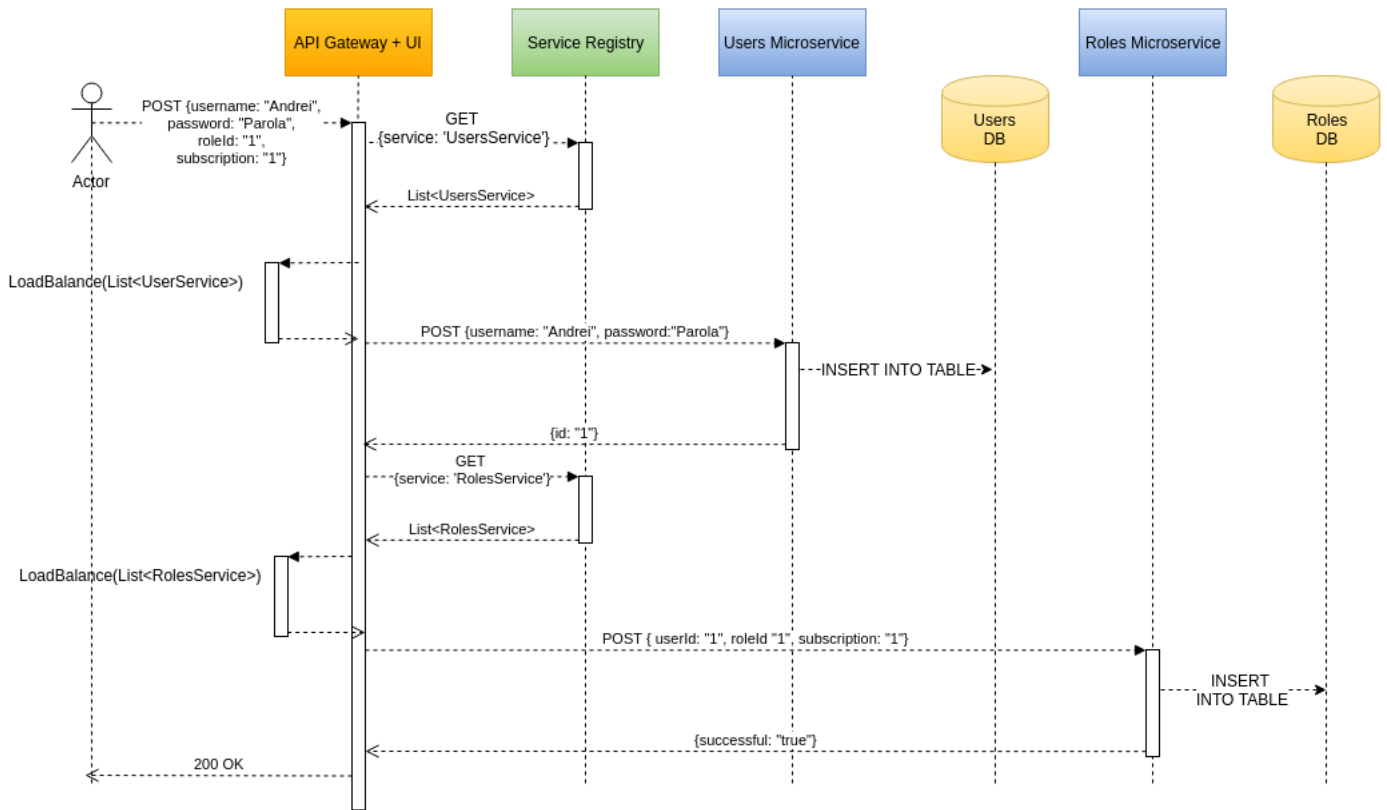 API Gateway + UI
Service Registry
Users Microservice
Roles Microservice
Users
DB
Roles
DB
Actor
POST {username: "Andrei",
password: "Parola",
roleId: "1",
subscription: "1"}
GET
{service: 'UsersService'}
List<UsersService>
LoadBalance(List<UserService>)
POST {username: "Andrei", password:"Parola"}
INSERT INTO TABLE
{id: "1"}
GET
{service: 'RolesService'}
List<RolesService>
LoadBalance(List<RolesService>)
POST { userId: "1", roleId "1", subscription: "1"}
INSERT
INTO TABLE
{successful: "true"}
200 OK